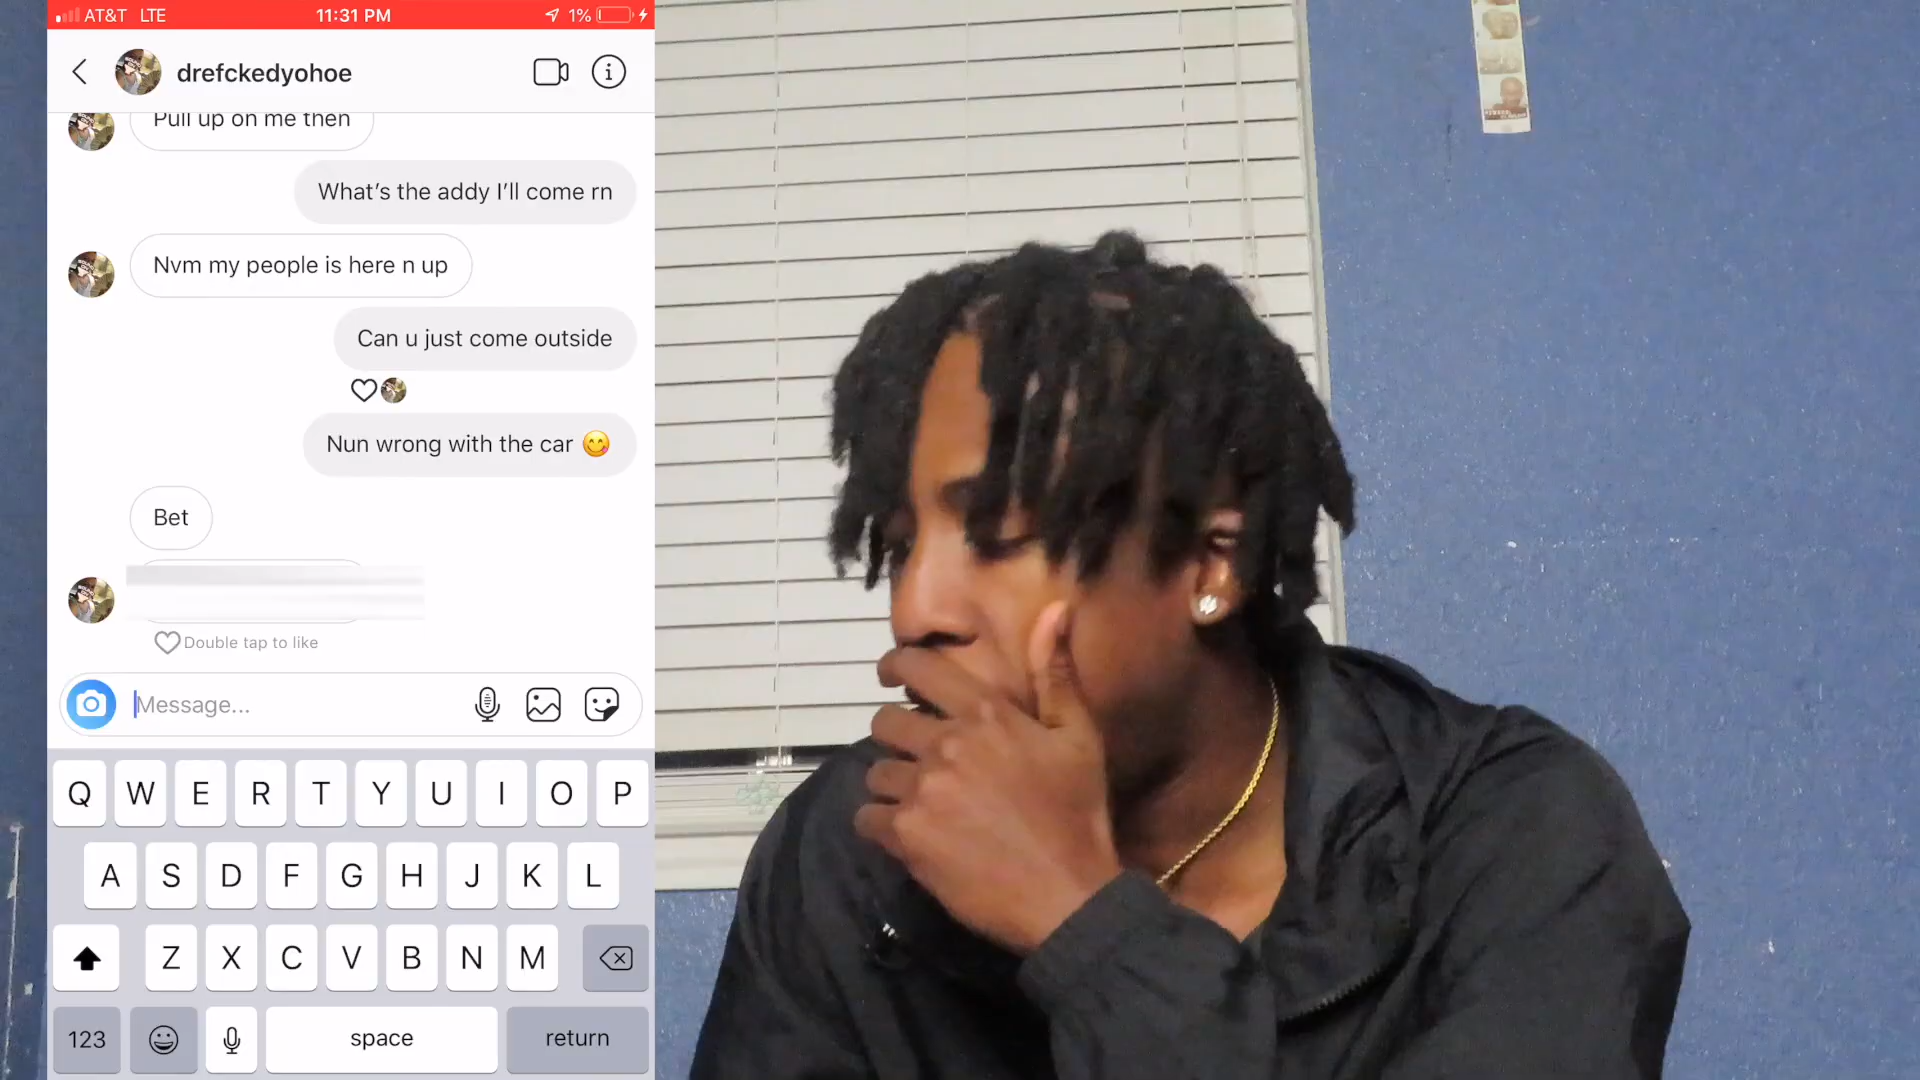 AT&T LTE 11:31 PM 1%
drefckedyohoe
Pull up on me then
What’s the addy I’ll come rn
Nvm my people is here n up
Can u just come outside
Nun wrong with the car 😋
Bet
Double tap to like
Message...
Q W E R T Y U I O P
A S D F G H J K L
Z X C V B N M
123 space return